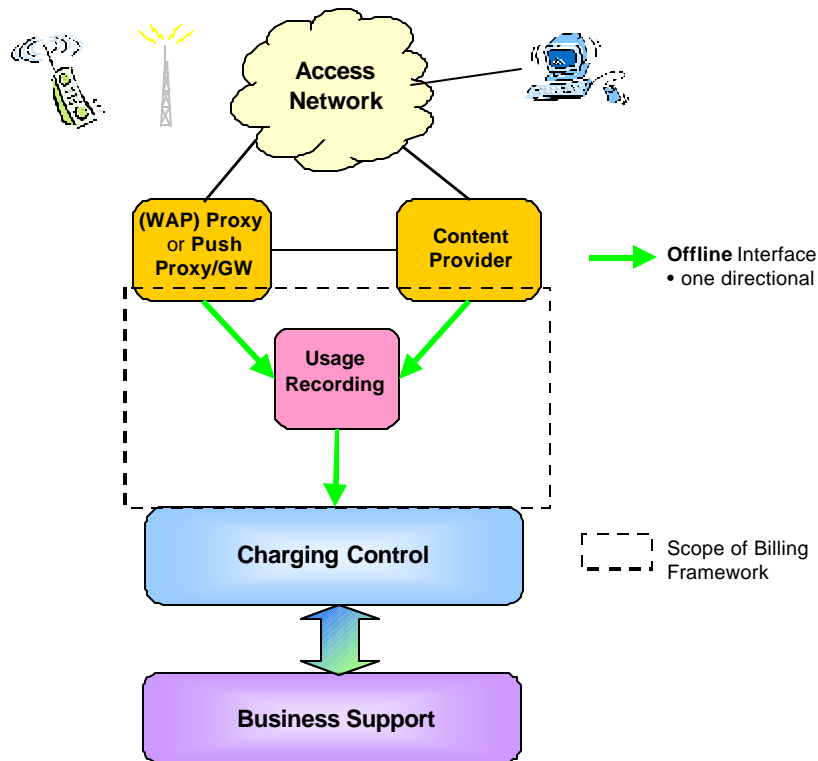 Access
Network
(WAP) Proxy
or Push
Proxy/GW
Content
Provider
Offline Interface
• one directional
Usage
Recording
Charging Control
Scope of Billing
Framework
Business Support